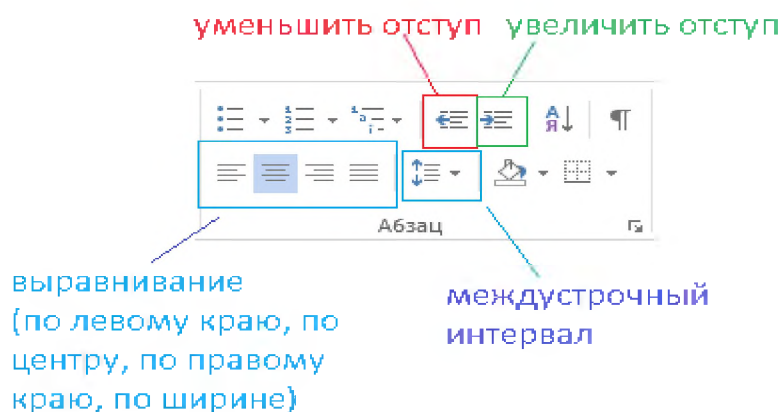 уменьшить отступ увеличить отступ
Абзац
выравнивание
(по левому краю, по
центру, по правому
краю, по ширине)
междустрочный
интервал